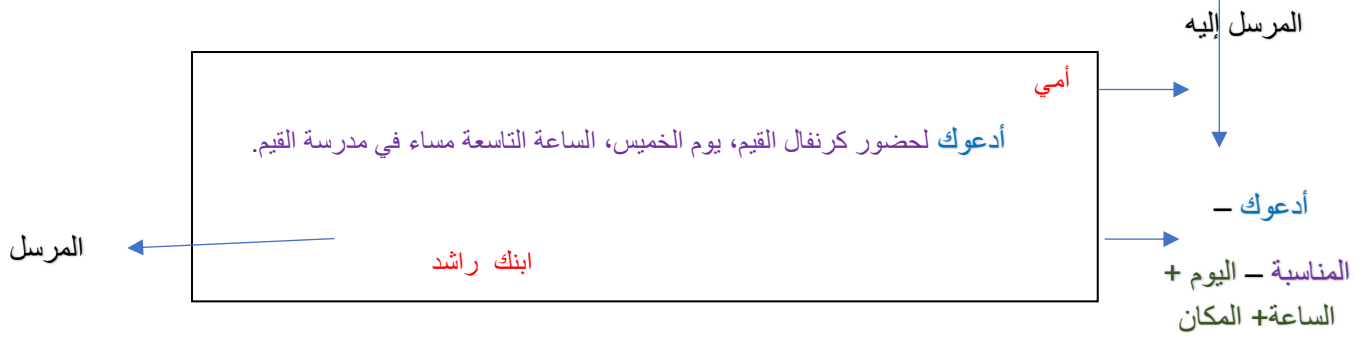 المرسل إليه
أمي
أدعوك لحضور كرنفال القيم، يوم الخميس، الساعة التاسعة مساء في مدرسة القيم.
أدعوك –
المناسبة – اليوم +
الساعة+ المكان
ابنك راشد
المرسل